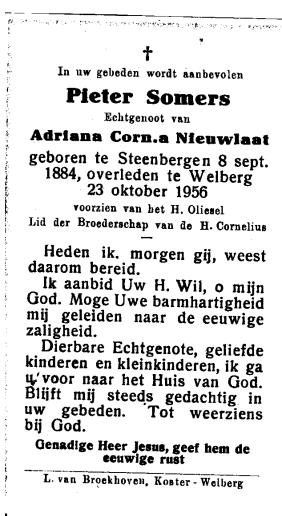 †
In uw gebeden wordt aanbevolen
Pieter Somers
Echtgenoot van
Adriana Corn.a Nieuwlaat
geboren te Steenbergen 8 sept.
1884, overleden te Welberg
23 oktober 1956
voorzien van het H. Oliesel
Lid der Broederschap van de H. Cornelius
Heden ik. morgen gij, weest
daarom bereid.
Ik aanbid Uw H. Wil, o mijn
God. Moge Uwe barmhartigheid
mij geleiden naar de eeuwige
zaligheid.
Dierbare Echtgenote, geliefde
kinderen en kleinkinderen, ik ga
u voor naar het Huis van God.
Blijft mij steeds gedachtig in
uw gebeden. Tot weerziens
bij God.
Genadige Heer Jesus, geef hem de
eeuwige rust
L. van Broekhoven, Koster - Welberg